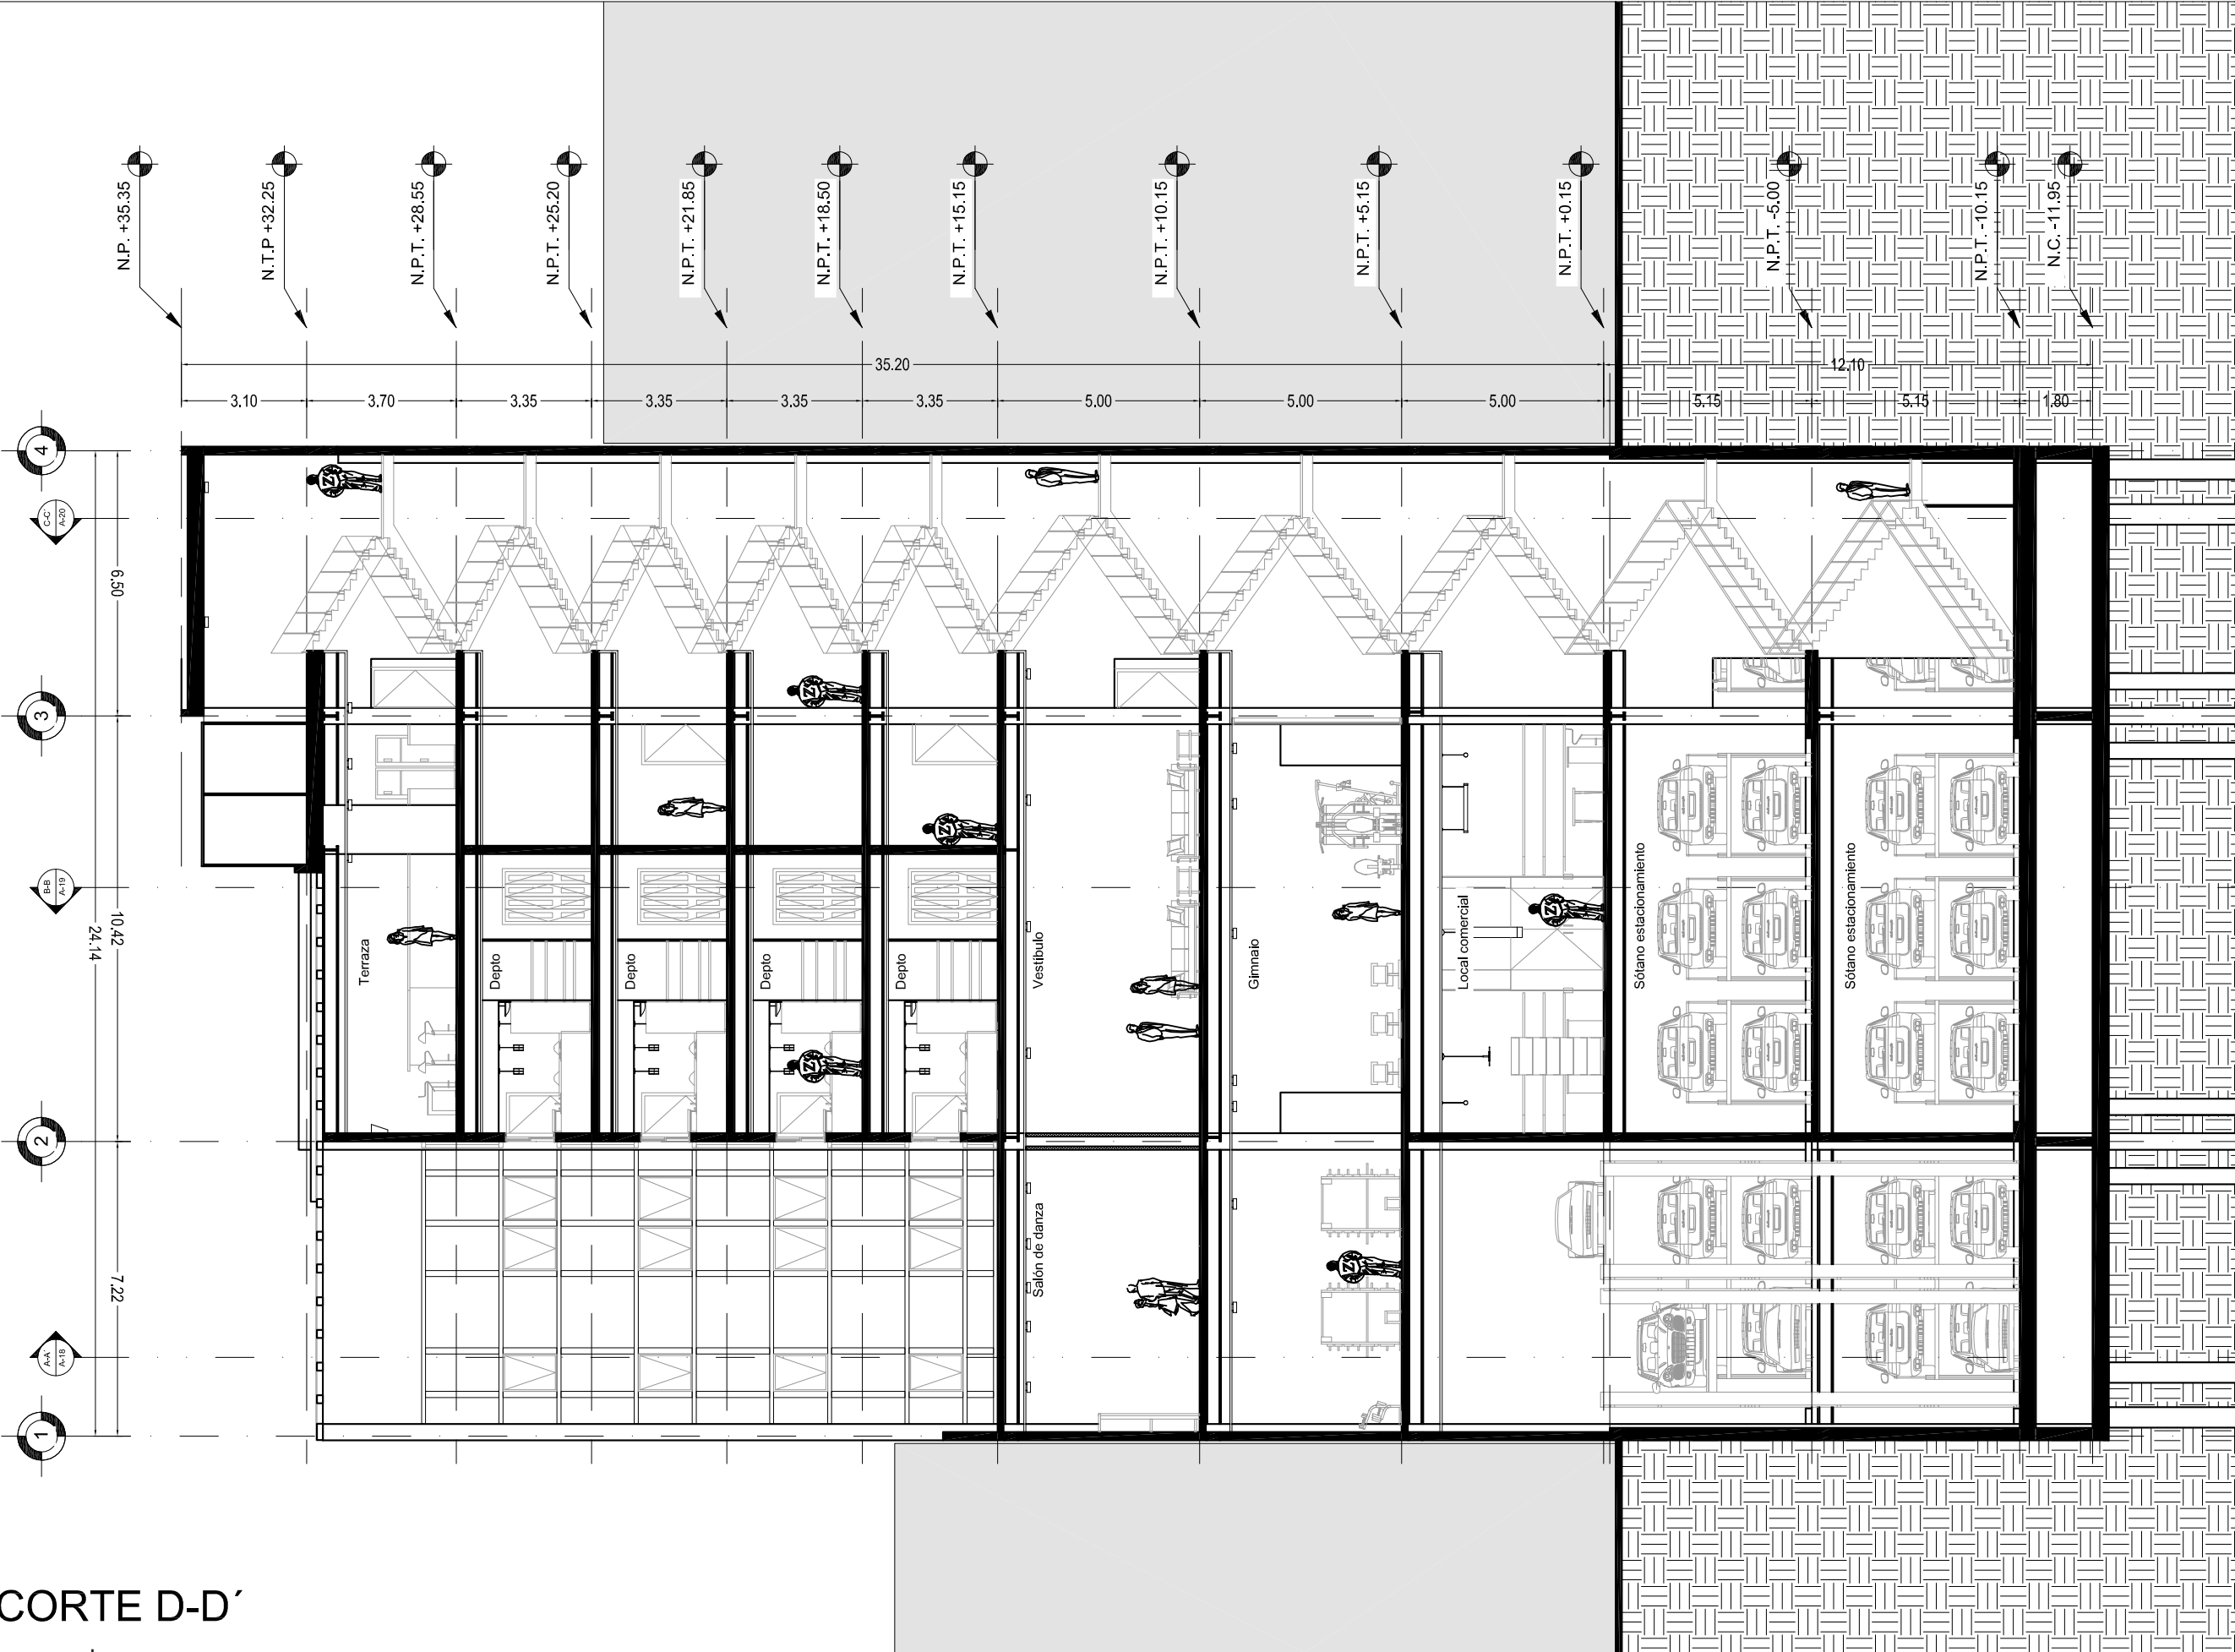 N.P. +35.35
N.T.P +32.25
N.P.T. +28.55
N.P.T. +25.20
N.P.T. +21.85
N.P.T. +18.50
N.P.T. +15.15
N.P.T. +10.15
N.P.T. +5.15
N.P.T. +0.15
N.P.T. -5.00
N.P.T. -10.15
N.C. -11.95
35.20
12.10
3.10
3.70
3.35
3.35
3.35
3.35
5.00
5.00
5.00
5.15
5.15
1.80
4
C-C'
A-20
6.50
3
B-B
A-19
10.42
24.14
2
7.22
A-A'
A-18
1
Terraza
Depto
Depto
Depto
Depto
Vestíbulo
Gimnaio
Local comercial
Sótano estacionamiento
Sótano estacionamiento
Salón de danza
CORTE D-D´